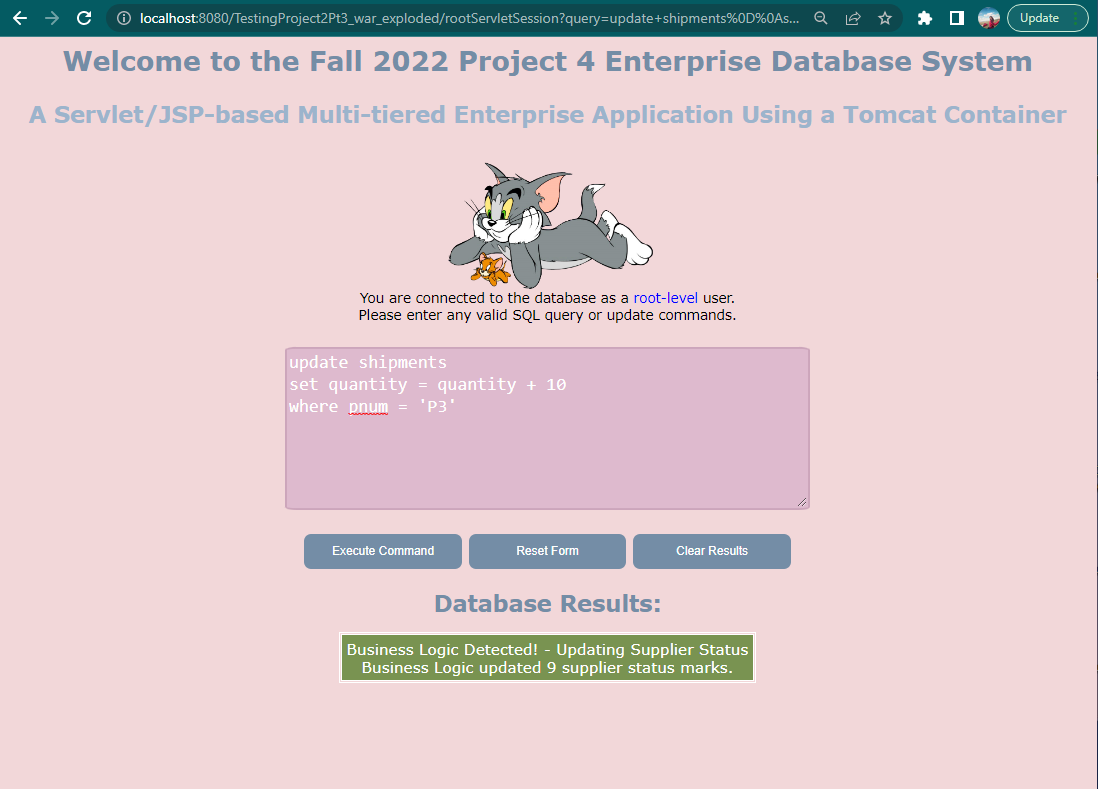 localhost:8080/TestingProject2Pt3_war_exploded/rootServletSession?query=update+shipments%0D%0As...
Update
Welcome to the Fall 2022 Project 4 Enterprise Database System
A Servlet/JSP-based Multi-tiered Enterprise Application Using a Tomcat Container
You are connected to the database as a root-level user.
Please enter any valid SQL query or update commands.
update shipments
set quantity = quantity + 10
where pnum = 'P3'
Execute Command
Reset Form
Clear Results
Database Results:
Business Logic Detected! - Updating Supplier Status
Business Logic updated 9 supplier status marks.